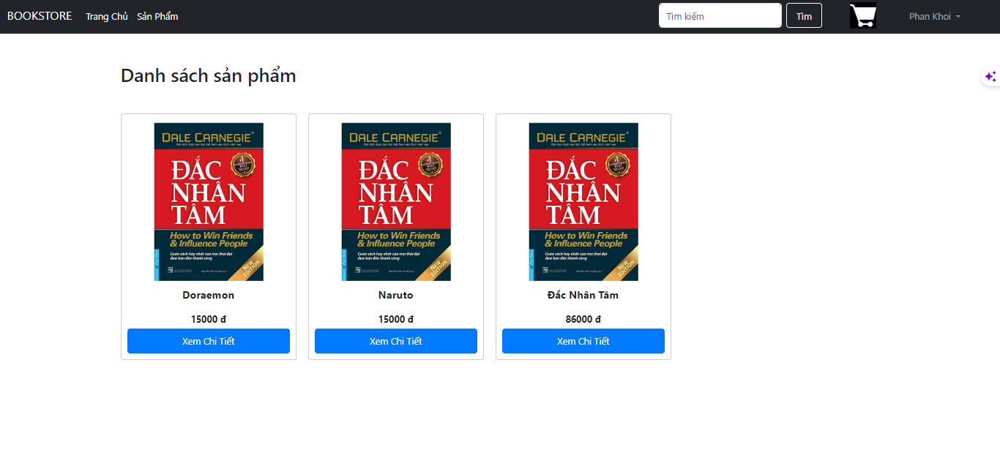 BOOKSTORE Trang Chủ Sản Phẩm Tìm kiếm Tìm Phan Khoi
Danh sách sản phẩm
DALE CARNEGIE
#1
ĐẮC
NHÂN
TÂM
How to Win Friends
& Influence People
Cuốn sách hay nhất của mọi thời đại
đưa bạn đến thành công
NEW
EDITION
Doraemon
15000 đ
Xem Chi Tiết
DALE CARNEGIE
#1
ĐẮC
NHÂN
TÂM
How to Win Friends
& Influence People
Cuốn sách hay nhất của mọi thời đại
đưa bạn đến thành công
NEW
EDITION
Naruto
15000 đ
Xem Chi Tiết
DALE CARNEGIE
#1
ĐẮC
NHÂN
TÂM
How to Win Friends
& Influence People
Cuốn sách hay nhất của mọi thời đại
đưa bạn đến thành công
NEW
EDITION
Đắc Nhân Tâm
86000 đ
Xem Chi Tiết